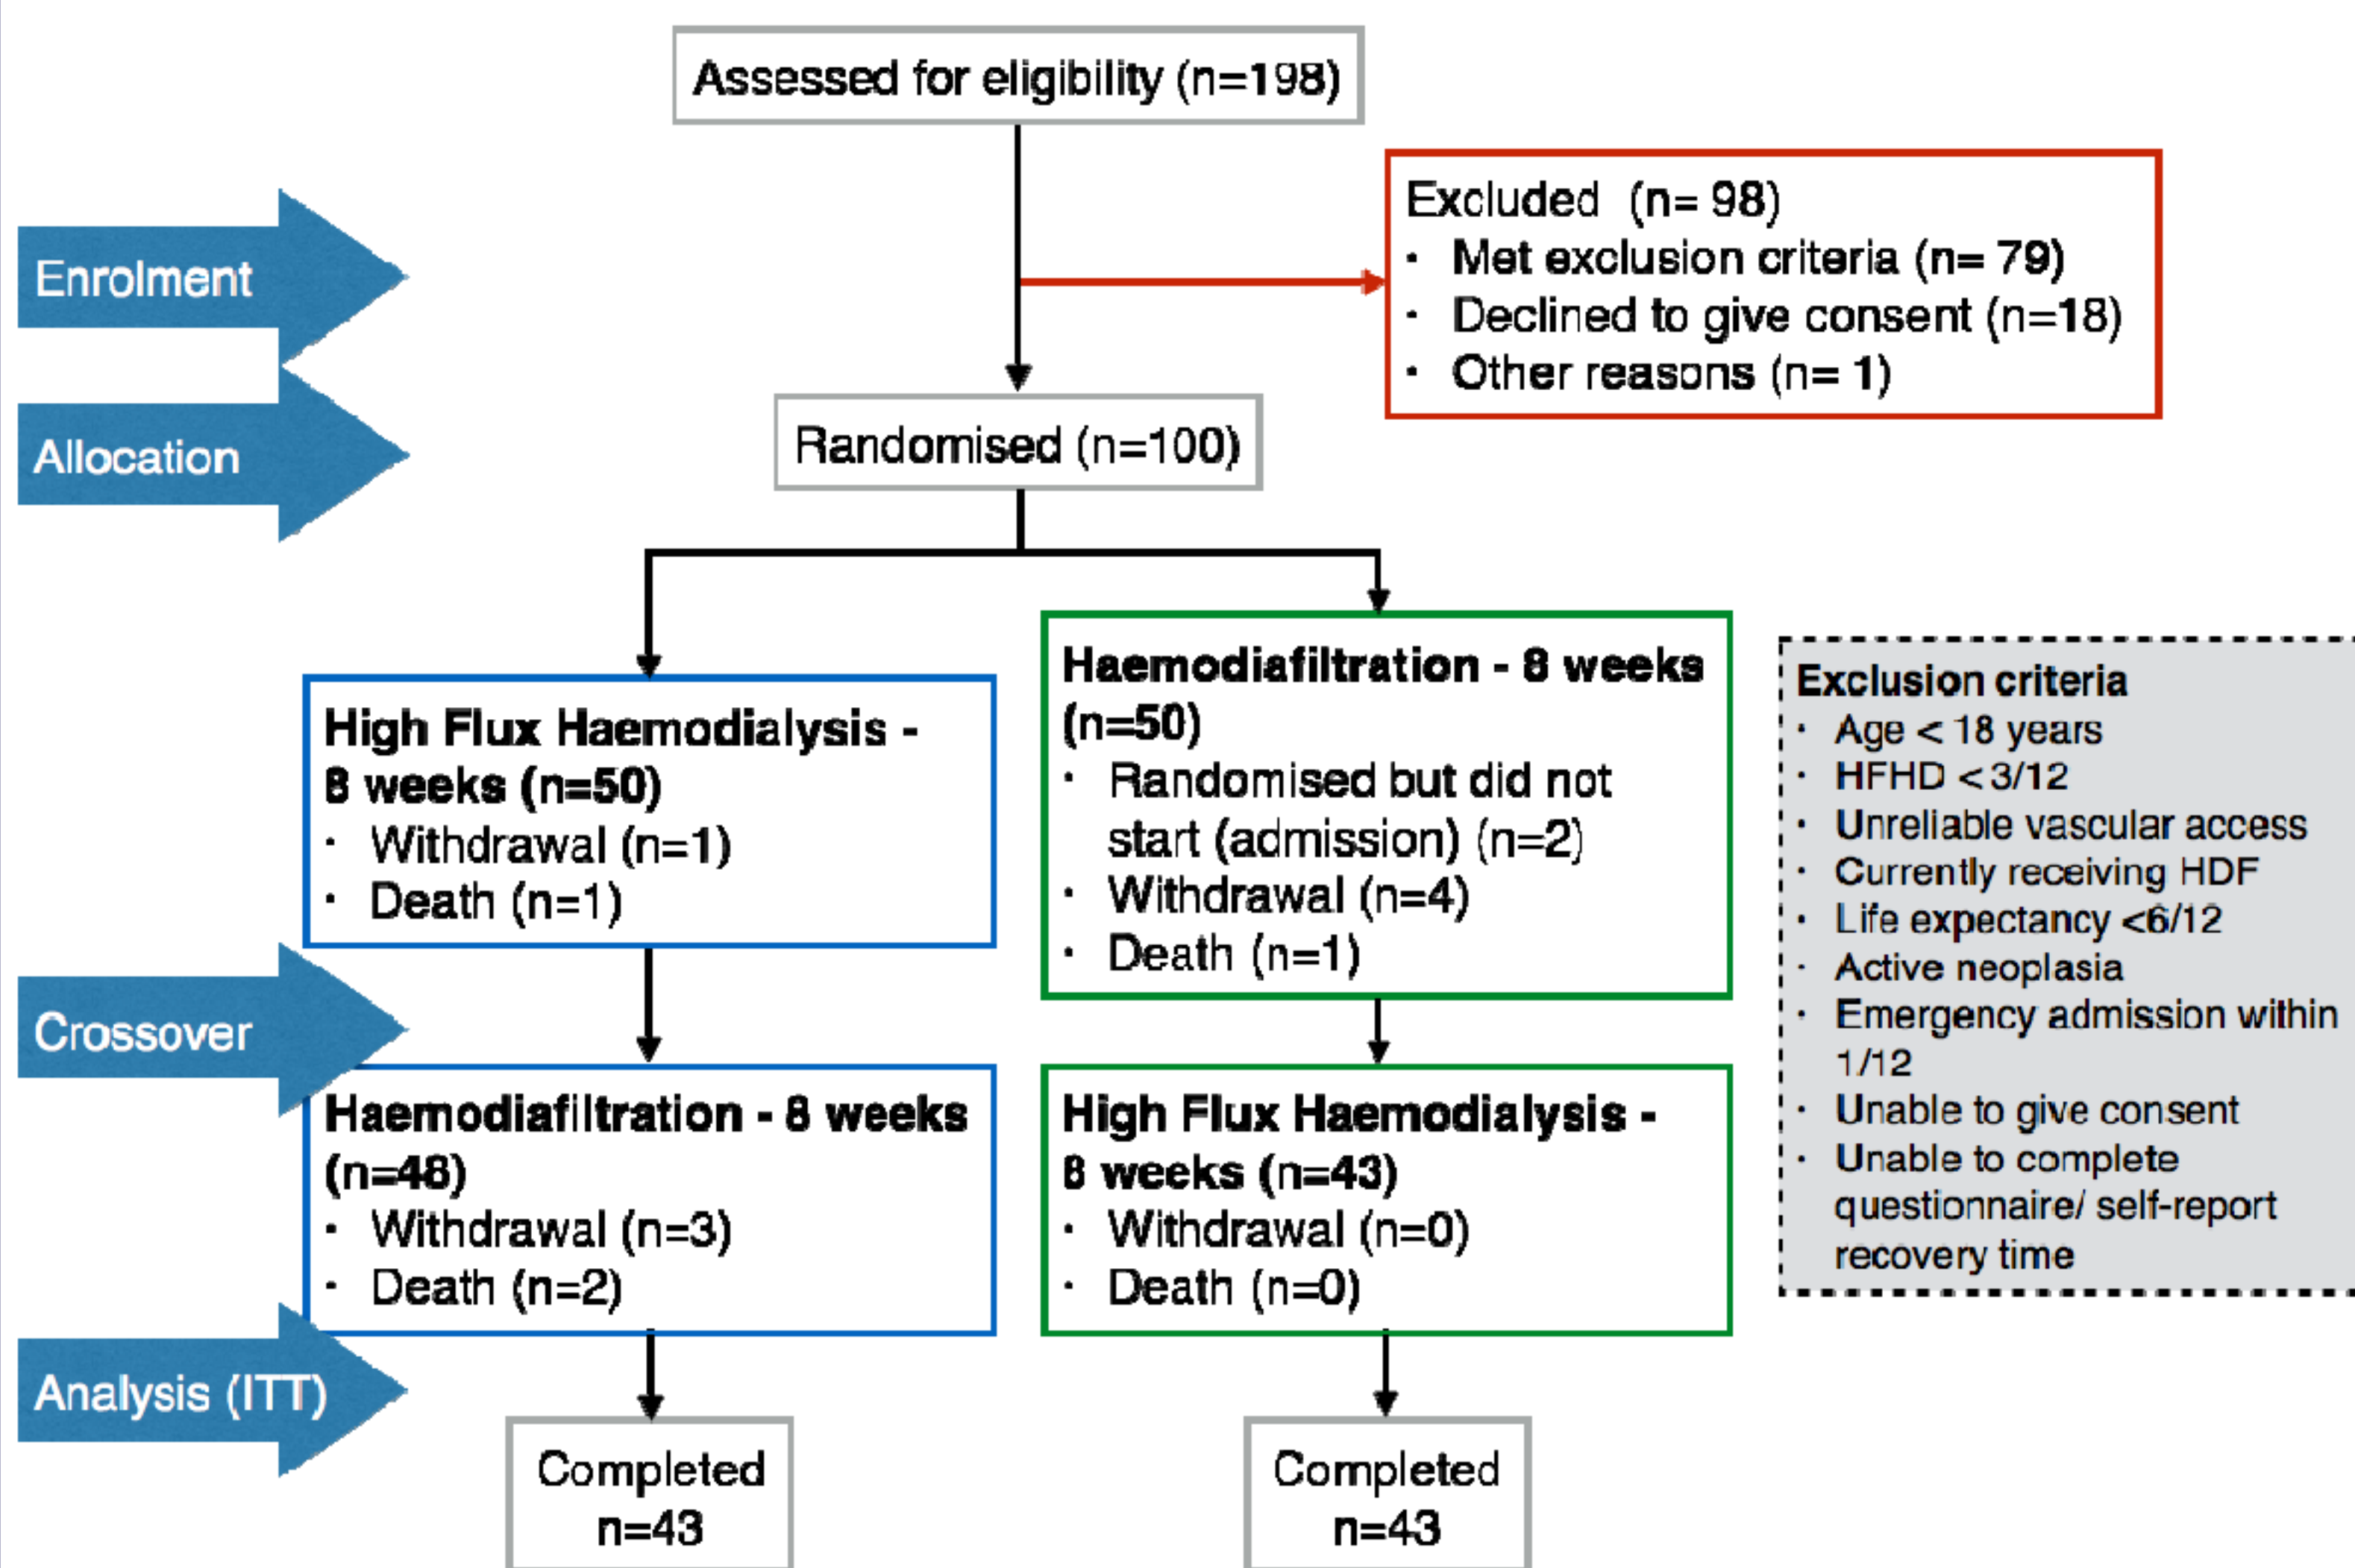 Assessed for eligibility (n=198)
Excluded (n= 98)
· Met exclusion criteria (n= 79)
· Declined to give consent (n=18)
· Other reasons (n= 1)
Enrolment
Allocation
Randomised (n=100)
High Flux Haemodialysis -
8 weeks (n=50)
· Withdrawal (n=1)
· Death (n=1)
Haemodiafiltration - 8 weeks
(n=50)
· Randomised but did not
start (admission) (n=2)
· Withdrawal (n=4)
· Death (n=1)
Exclusion criteria
· Age < 18 years
· HFHD < 3/12
· Unreliable vascular access
· Currently receiving HDF
· Life expectancy <6/12
· Active neoplasia
· Emergency admission within
1/12
· Unable to give consent
· Unable to complete
questionnaire/ self-report
recovery time
Crossover
Haemodiafiltration - 8 weeks
(n=48)
· Withdrawal (n=3)
· Death (n=2)
High Flux Haemodialysis -
8 weeks (n=43)
· Withdrawal (n=0)
· Death (n=0)
Analysis (ITT)
Completed
n=43
Completed
n=43